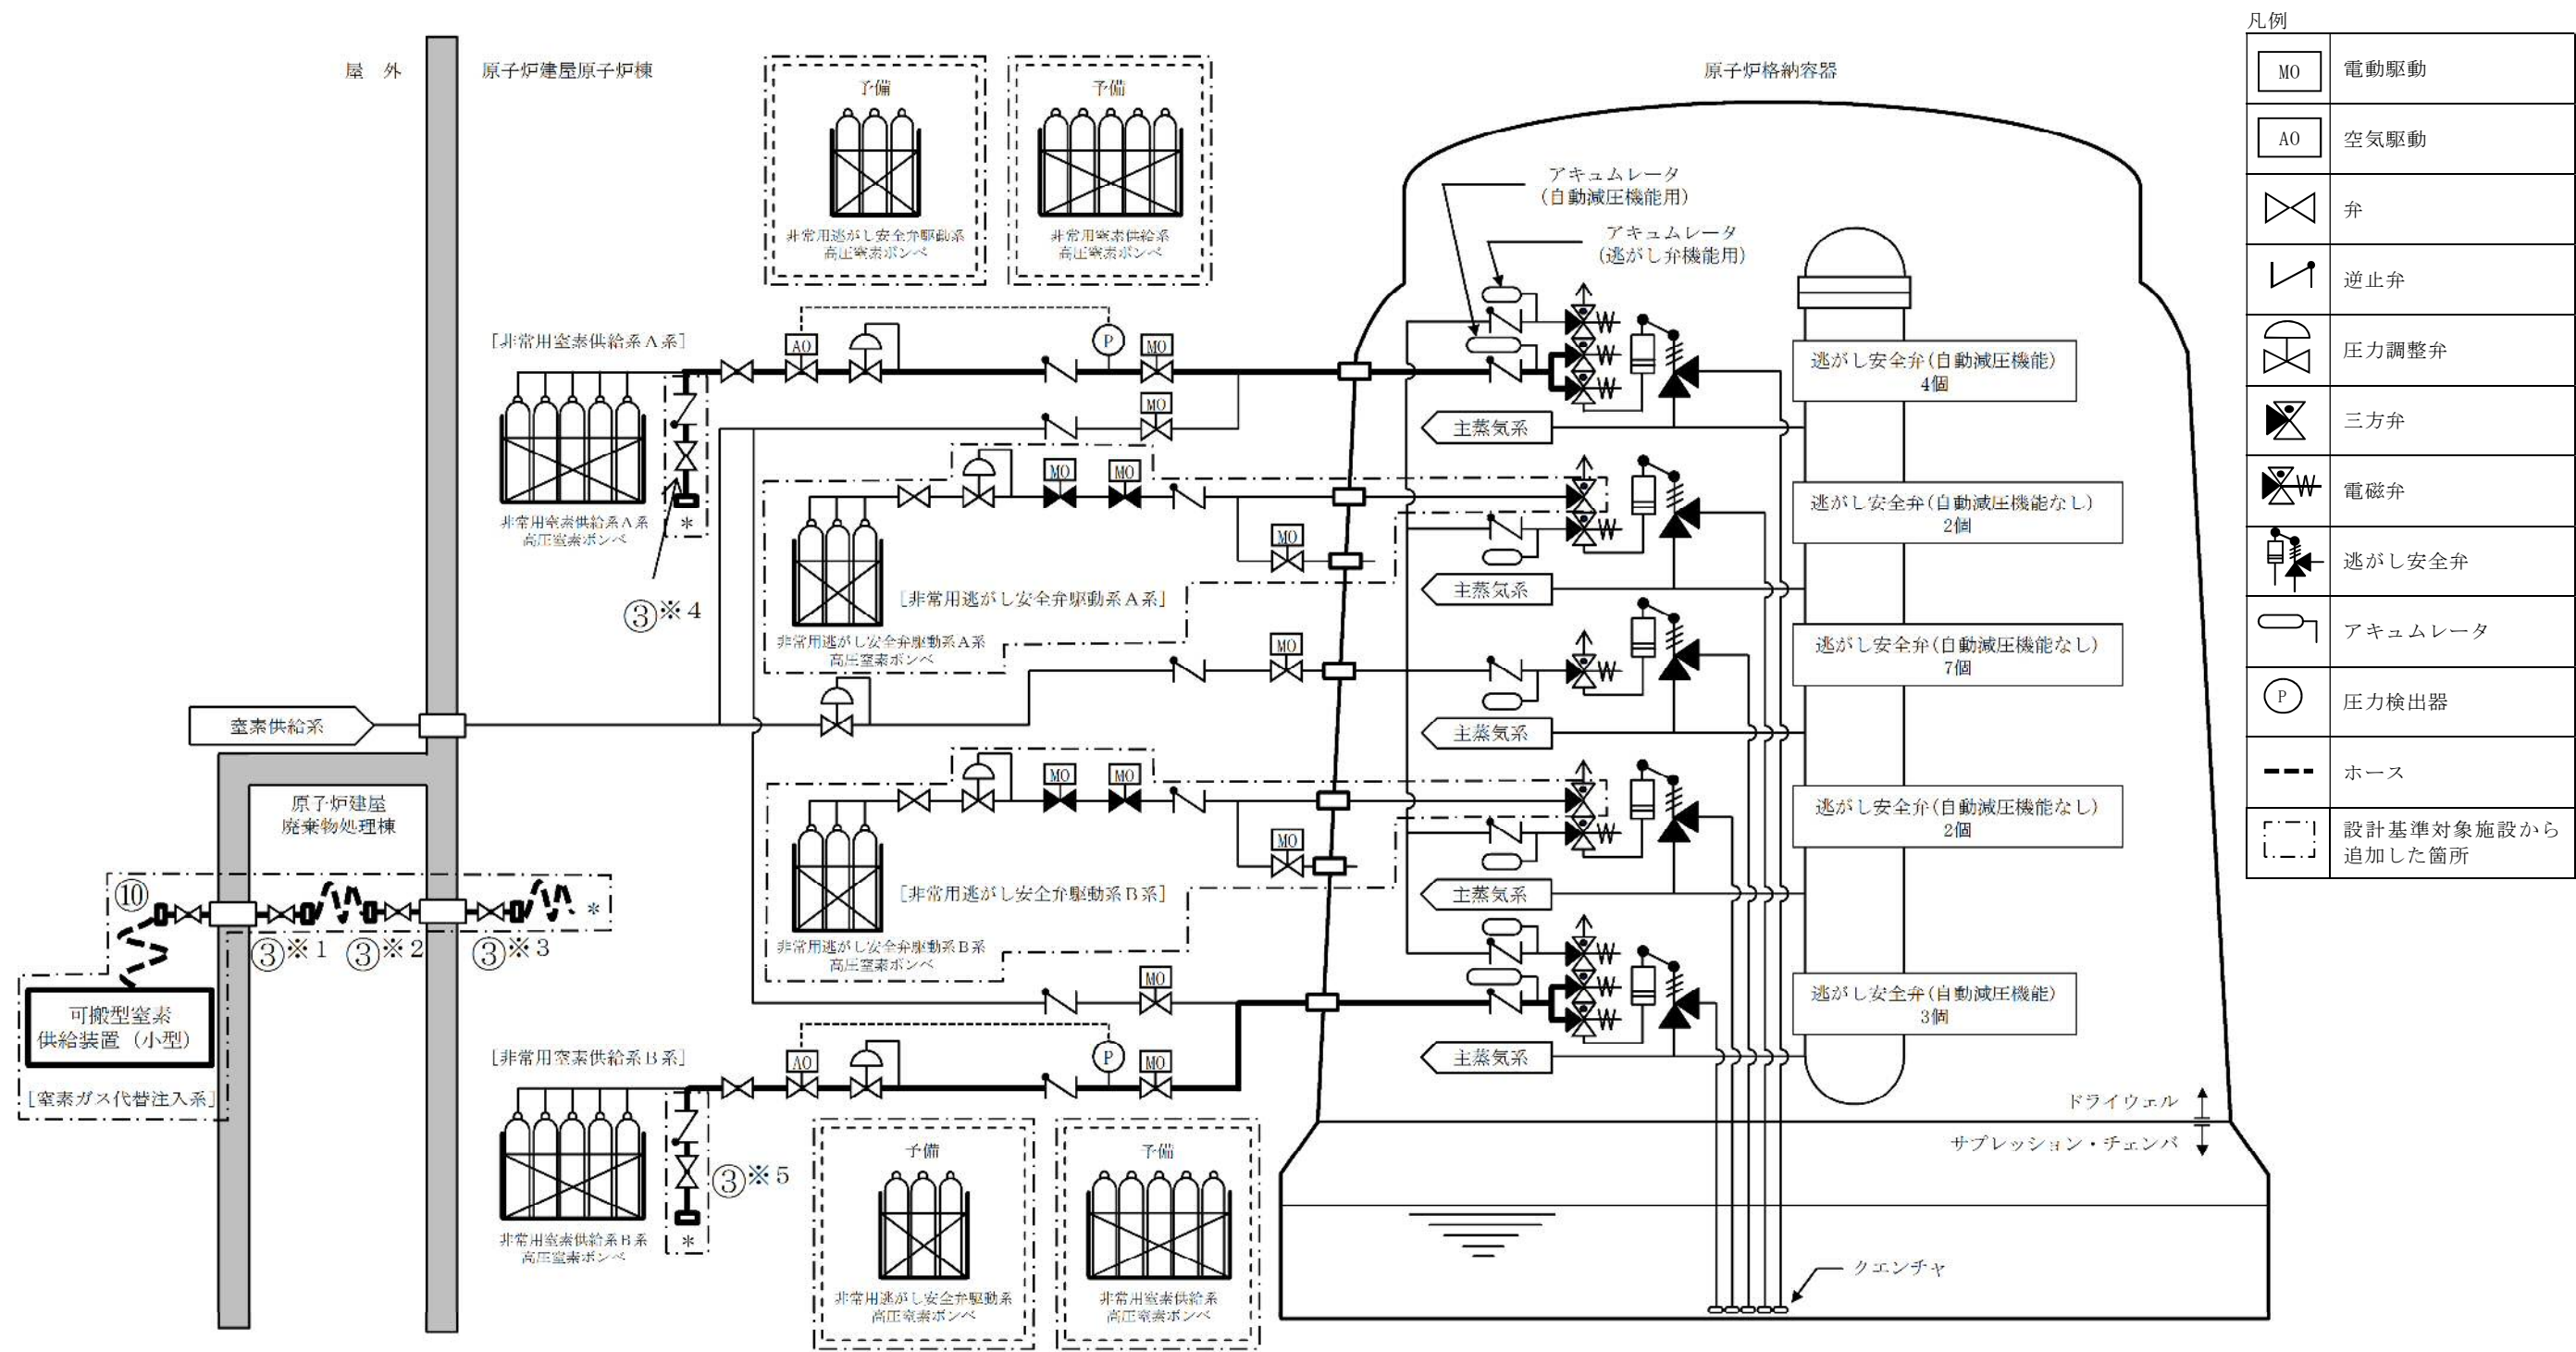 屋　外
原子炉建屋原子炉棟
予備
非常用逃がし安全弁駆動系
高圧窒素ボンベ
予備
非常用窒素供給系
高圧窒素ボンベ
原子炉格納容器
アキュムレータ
(自動減圧機能用)
アキュムレータ
(逃がし弁機能用)
[非常用窒素供給系A系]
AO
P
MO
MO
非常用窒素供給系A系
高圧窒素ボンベ
*
③※4
逃がし安全弁(自動減圧機能)
4個
主蒸気系
MO
MO
MO
[非常用逃がし安全弁駆動系A系]
非常用逃がし安全弁駆動系A系
高圧窒素ボンベ
逃がし安全弁(自動減圧機能なし)
2個
主蒸気系
MO
逃がし安全弁(自動減圧機能なし)
7個
主蒸気系
窒素供給系
原子炉建屋
廃棄物処理棟
MO
MO
MO
[非常用逃がし安全弁駆動系B系]
非常用逃がし安全弁駆動系B系
高圧窒素ボンベ
逃がし安全弁(自動減圧機能なし)
2個
主蒸気系
⑩
*
③※1
③※2
③※3
可搬型窒素
供給装置（小型）
[窒素ガス代替注入系]
MO
逃がし安全弁(自動減圧機能)
3個
主蒸気系
[非常用窒素供給系B系]
AO
P
MO
非常用窒素供給系B系
高圧窒素ボンベ
*
③※5
予備
非常用逃がし安全弁駆動系
高圧窒素ボンベ
予備
非常用窒素供給系
高圧窒素ボンベ
ドライウェル
サプレッション・チェンバ
クエンチャ
凡例
MO
電動駆動
AO
空気駆動
弁
逆止弁
圧力調整弁
三方弁
電磁弁
逃がし安全弁
アキュムレータ
P
圧力検出器
ホース
設計基準対象施設から
追加した箇所